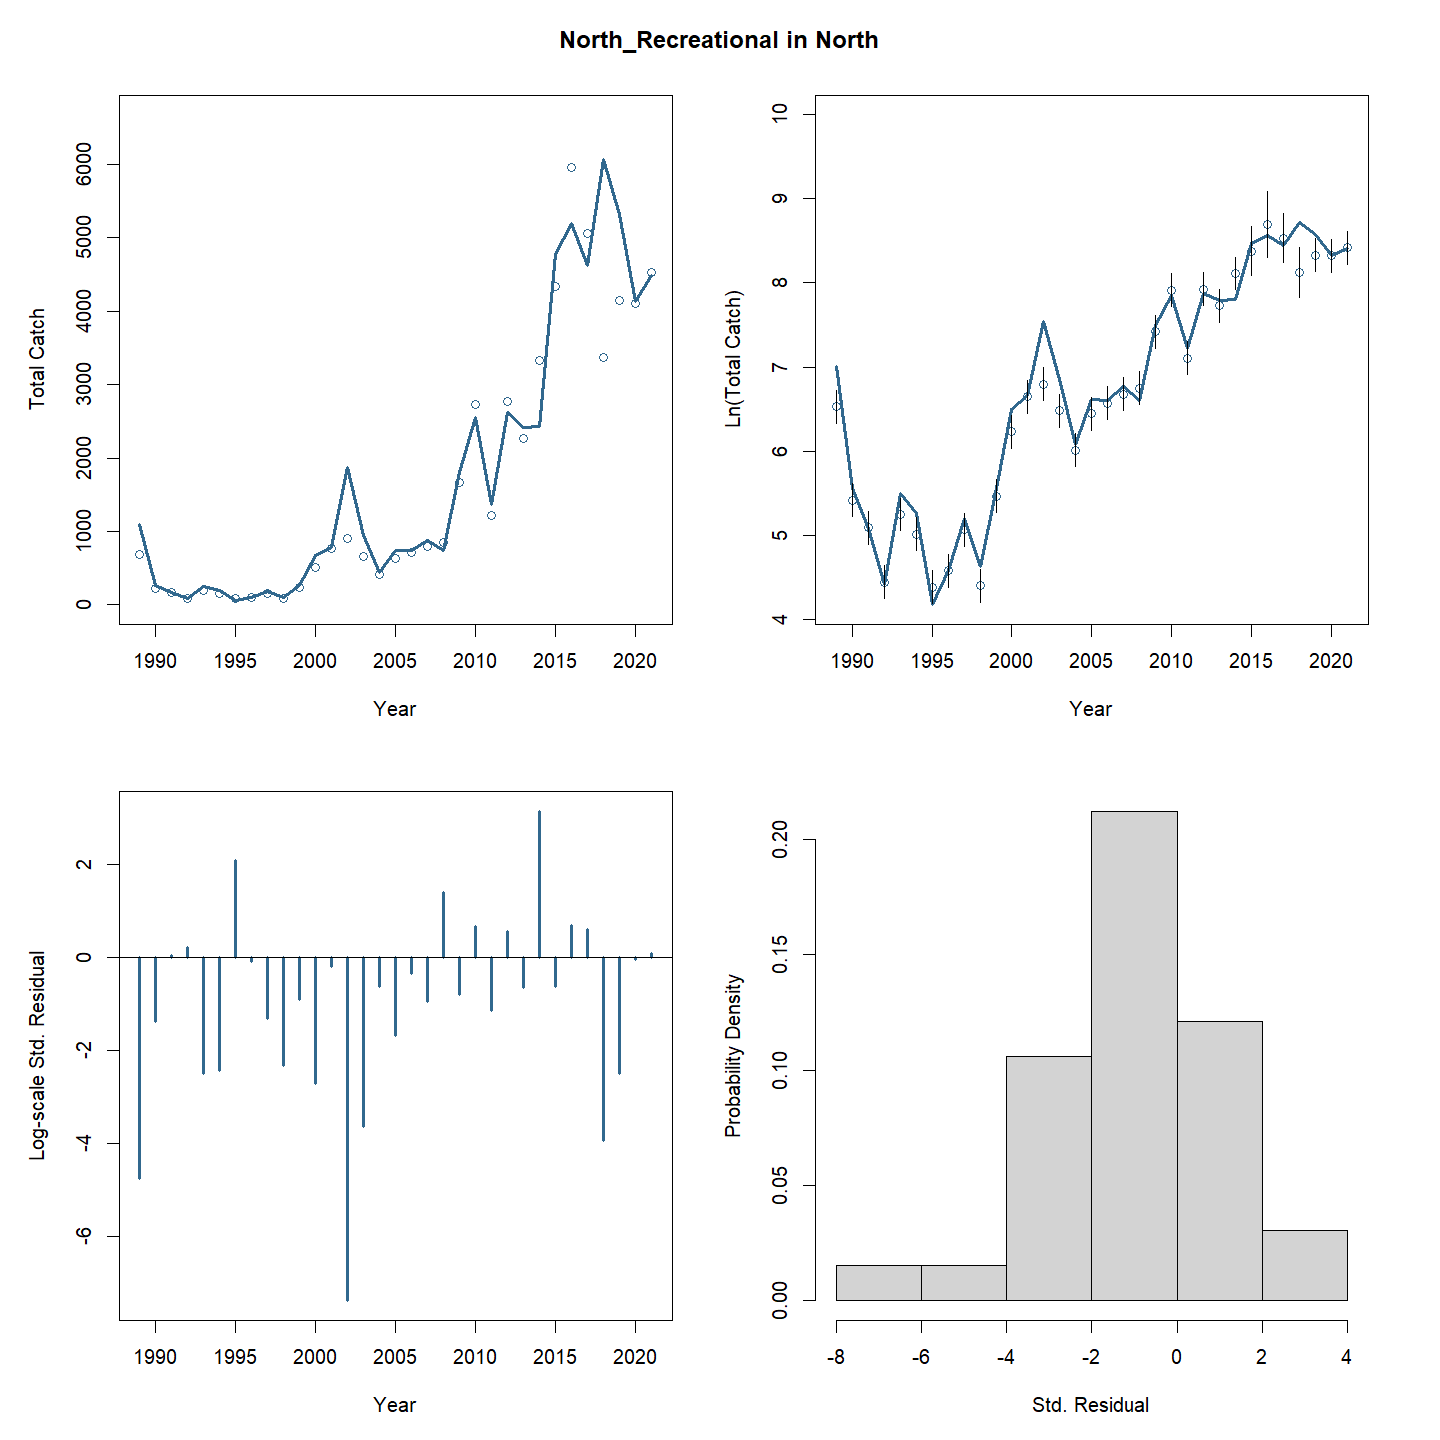 North_Recreational in North
Total Catch
0 1000 2000 3000 4000 5000 6000
1990 1995 2000 2005 2010 2015 2020
Year
Ln(Total Catch)
4 5 6 7 8 9 10
1990 1995 2000 2005 2010 2015 2020
Year
Log-scale Std. Residual
-6 -4 -2 0 2
1990 1995 2000 2005 2010 2015 2020
Year
Probability Density
0.00 0.05 0.10 0.15 0.20
-8 -6 -4 -2 0 2 4
Std. Residual